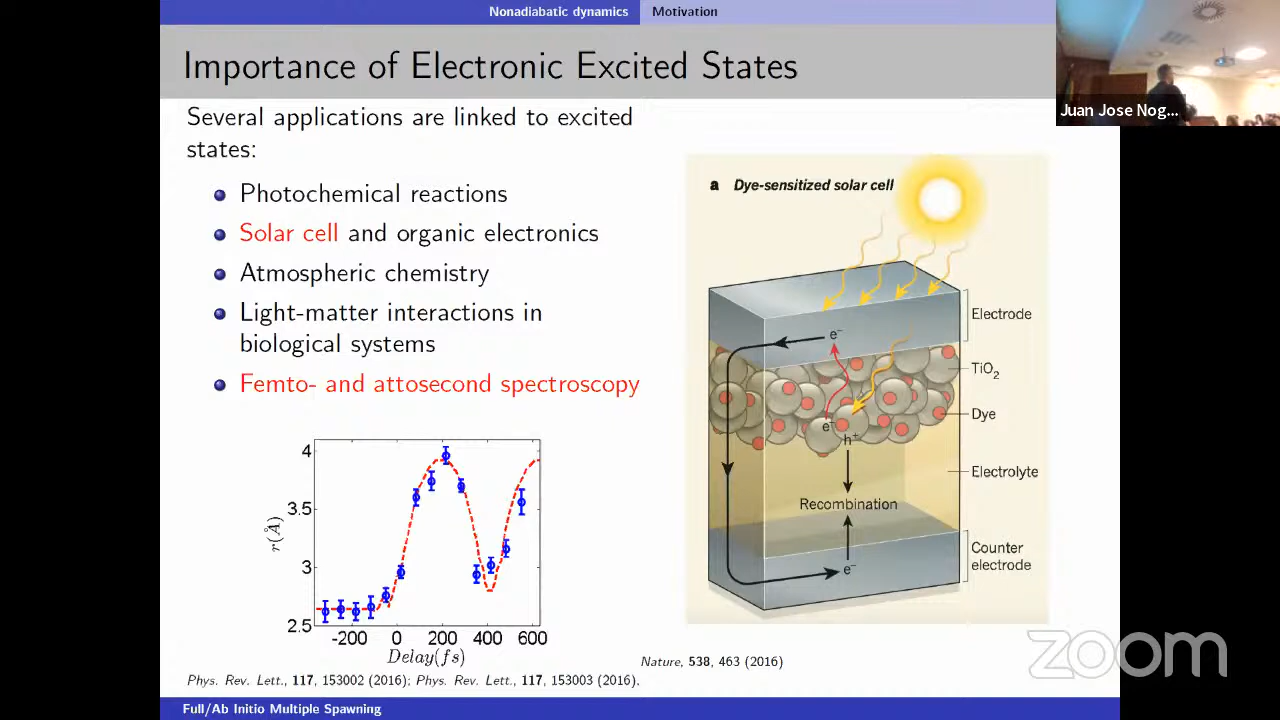 Nonadiabatic dynamics Motivation
Importance of Electronic Excited States
Juan Jose Nog...
Several applications are linked to excited
states:
Photochemical reactions
Solar cell and organic electronics
Atmospheric chemistry
Light-matter interactions in
biological systems
Femto- and attosecond spectroscopy
4
3.5
3
2.5
r(Å)
-200 0 200 400 600
Delay(fs)
a Dye-sensitized solar cell
Electrode
e⁻
TiO₂
Dye
e⁻
h⁺
Electrolyte
Recombination
Counter
electrode
e⁻
Nature, 538, 463 (2016)
Phys. Rev. Lett., 117, 153002 (2016); Phys. Rev. Lett., 117, 153003 (2016).
zoom
Full/Ab Initio Multiple Spawning